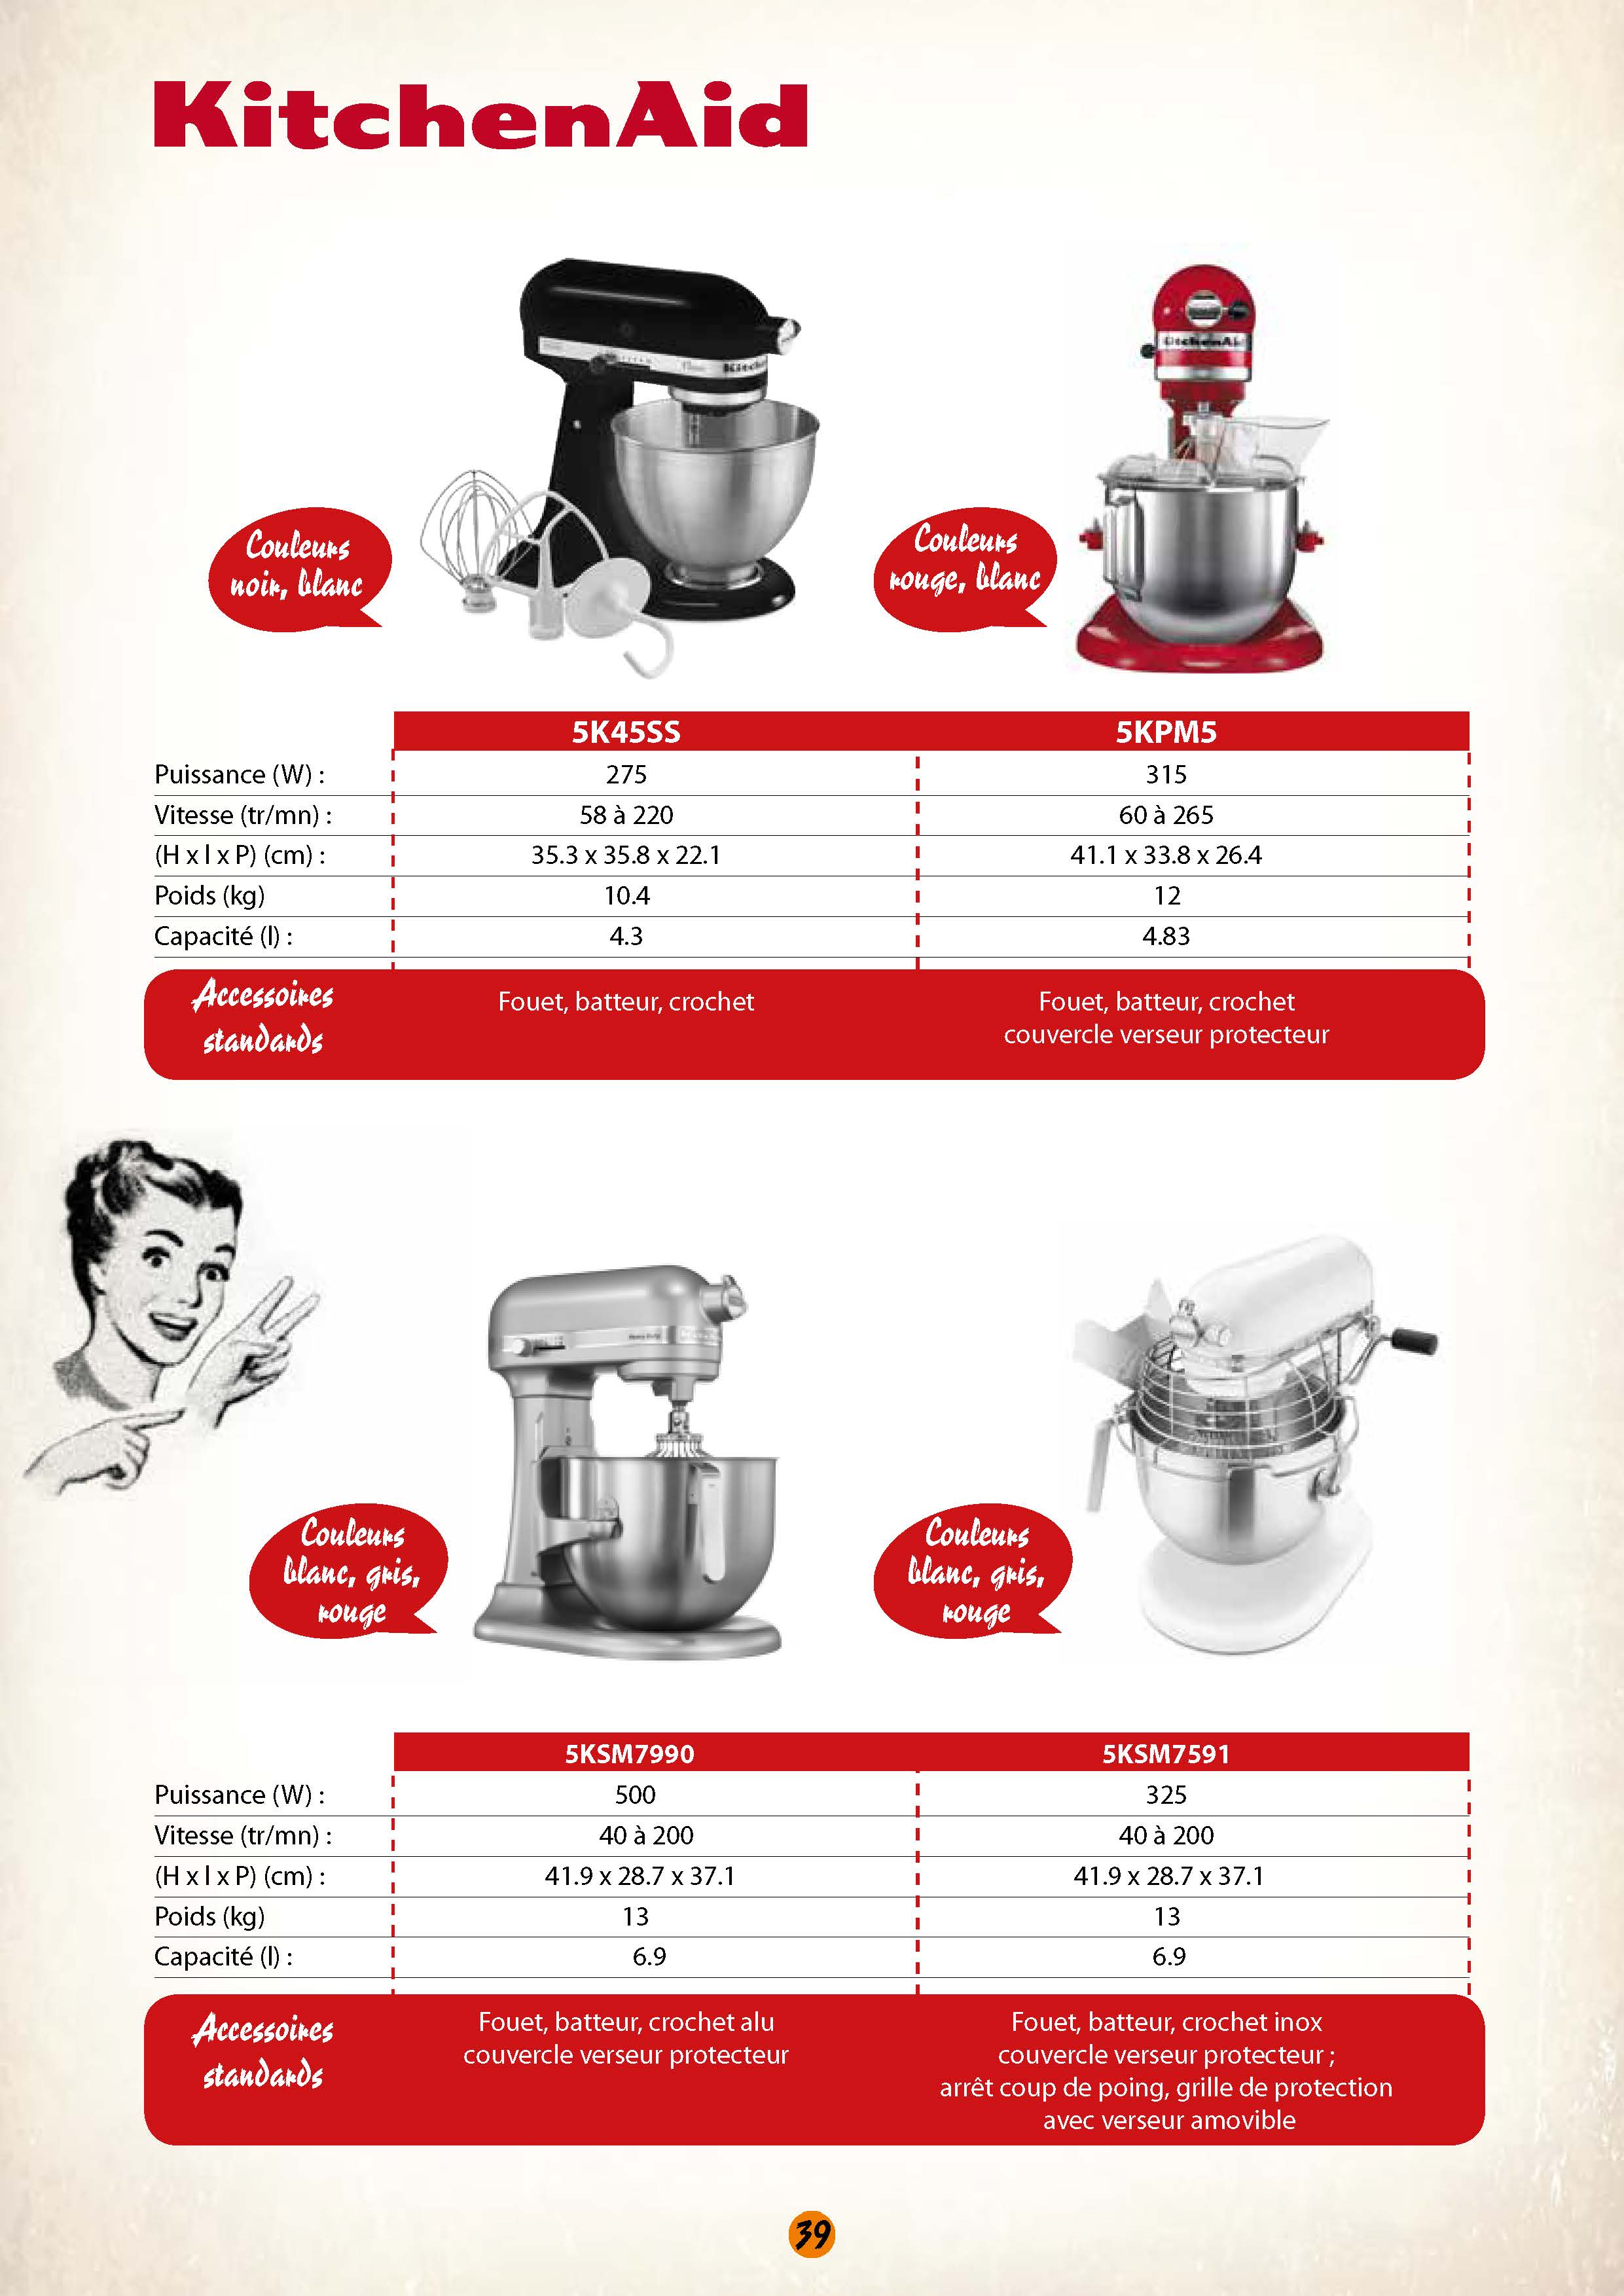 KitchenAid
Couleurs
noir, blanc
Couleurs
rouge, blanc
KitchenAid
5K45SS 5KPM5
Puissance (W) : 275 315
Vitesse (tr/mn) : 58 à 220 60 à 265
(H x l x P) (cm) : 35.3 x 35.8 x 22.1 41.1 x 33.8 x 26.4
Poids (kg) 10.4 12
Capacité (l) : 4.3 4.83
Accessoires
standards
Fouet, batteur, crochet
Fouet, batteur, crochet
couvercle verseur protecteur
Couleurs
blanc, gris,
rouge
Couleurs
blanc, gris,
rouge
5KSM7990 5KSM7591
Puissance (W) : 500 325
Vitesse (tr/mn) : 40 à 200 40 à 200
(H x l x P) (cm) : 41.9 x 28.7 x 37.1 41.9 x 28.7 x 37.1
Poids (kg) 13 13
Capacité (l) : 6.9 6.9
Accessoires
standards
Fouet, batteur, crochet alu
couvercle verseur protecteur
Fouet, batteur, crochet inox
couvercle verseur protecteur ;
arrêt coup de poing, grille de protection
avec verseur amovible
39